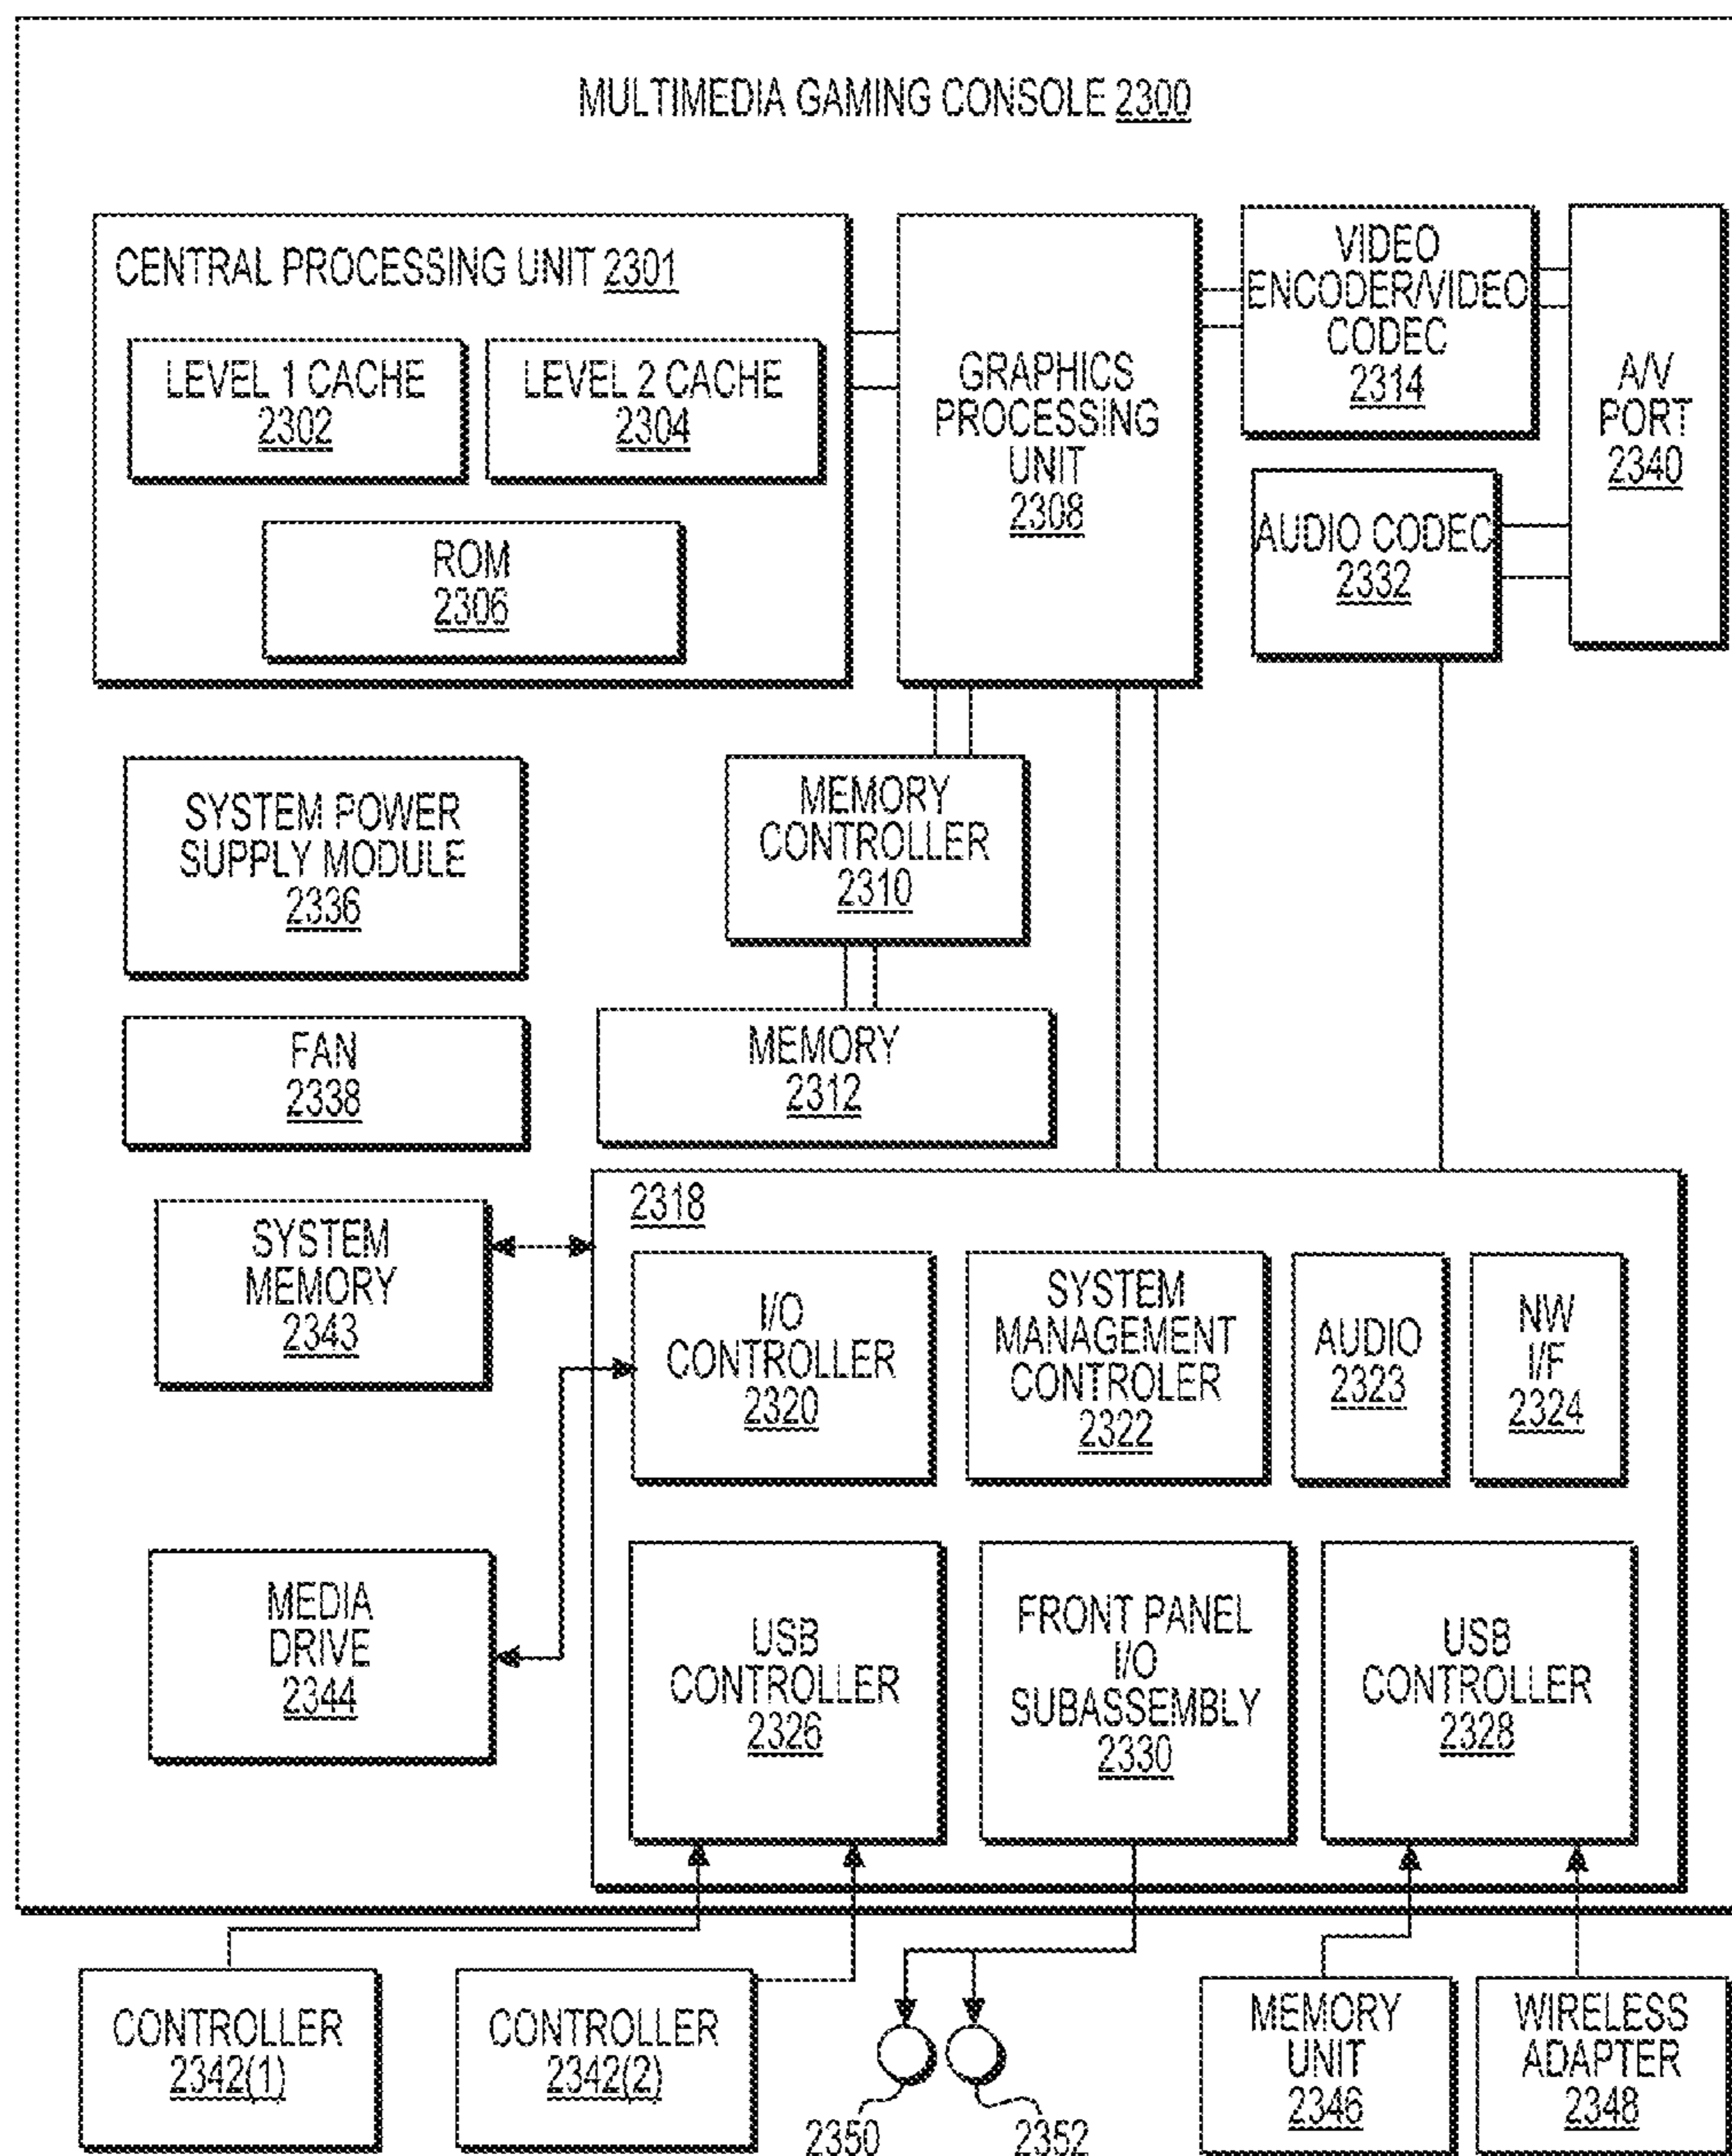 MULTIMEDIA GAMING CONSOLE 2300
CENTRAL PROCESSING UNIT 2301
LEVEL 1 CACHE
2302
LEVEL 2 CACHE
2304
ROM
2306
GRAPHICS
PROCESSING
UNIT
2308
VIDEO
ENCODER/VIDEO
CODEC
2314
A/V
PORT
2340
AUDIO CODEC
2332
SYSTEM POWER
SUPPLY MODULE
2336
MEMORY
CONTROLLER
2310
FAN
2338
MEMORY
2312
SYSTEM
MEMORY
2343
2318
I/O
CONTROLLER
2320
SYSTEM
MANAGEMENT
CONTROLER
2322
AUDIO
2323
NW
I/F
2324
MEDIA
DRIVE
2344
USB
CONTROLLER
2326
FRONT PANEL
I/O
SUBASSEMBLY
2330
USB
CONTROLLER
2328
CONTROLLER
2342(1)
CONTROLLER
2342(2)
2350
2352
MEMORY
UNIT
2346
WIRELESS
ADAPTER
2348